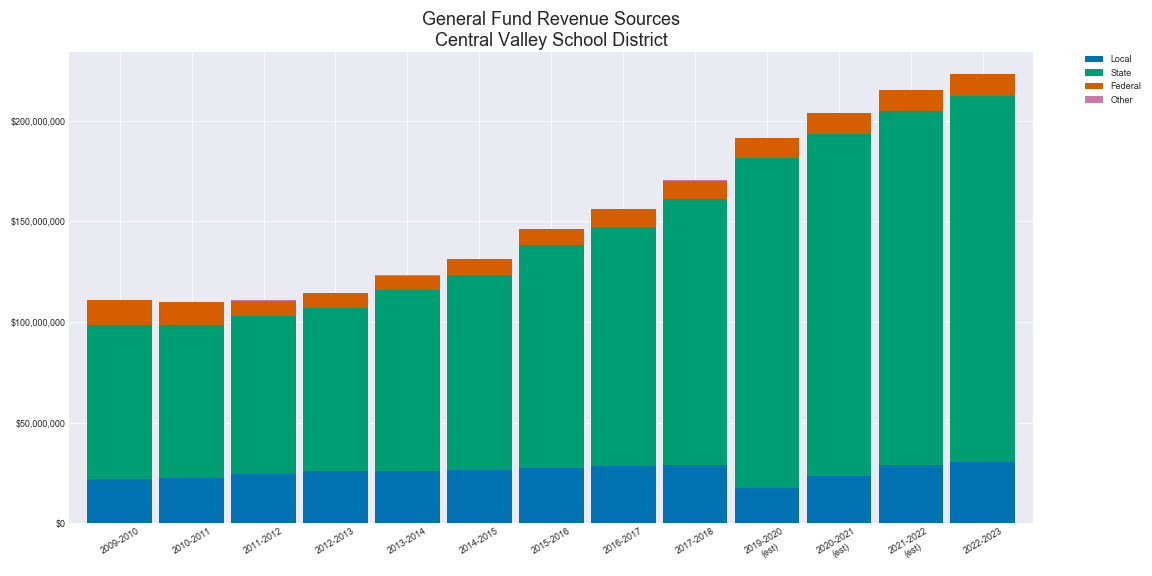 General Fund Revenue Sources
Central Valley School District
Local
State
Federal
Other
$200,000,000
$150,000,000
$100,000,000
$50,000,000
$0
2009-2010
2010-2011
2011-2012
2012-2013
2013-2014
2014-2015
2015-2016
2016-2017
2017-2018
2019-2020
(est)
2020-2021
(est)
2021-2022
(est)
2022-2023